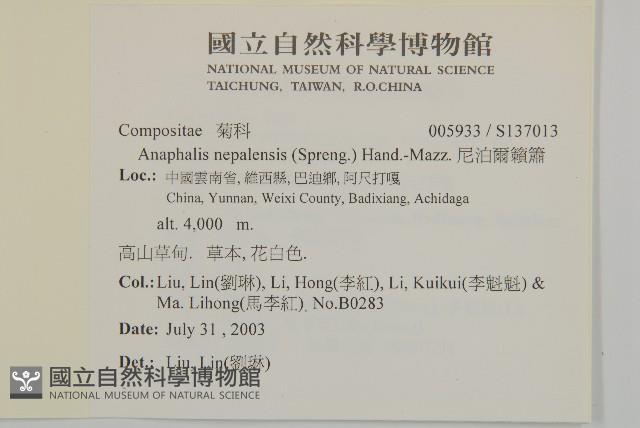 國立自然科學博物館
NATIONAL MUSEUM OF NATURAL SCIENCE
TAICHUNG, TAIWAN, R.O.CHINA
Compositae 菊科 005933 / S137013
Anaphalis nepalensis (Spreng.) Hand.-Mazz. 尼泊爾籟簫
Loc.: 中國雲南省, 維西縣, 巴迪鄉, 阿尺打嘎
China, Yunnan, Weixi County, Badixiang, Achidaga
alt. 4,000 m.
高山草甸. 草本, 花白色.
Col.: Liu, Lin(劉琳), Li, Hong(李紅), Li, Kuikui(李魁魁) &
Ma. Lihong(馬李紅), No.B0283
Date: July 31 , 2003
Det.: Liu, Lin(劉琳)
國立自然科學博物館
NATIONAL MUSEUM OF NATURAL SCIENCE